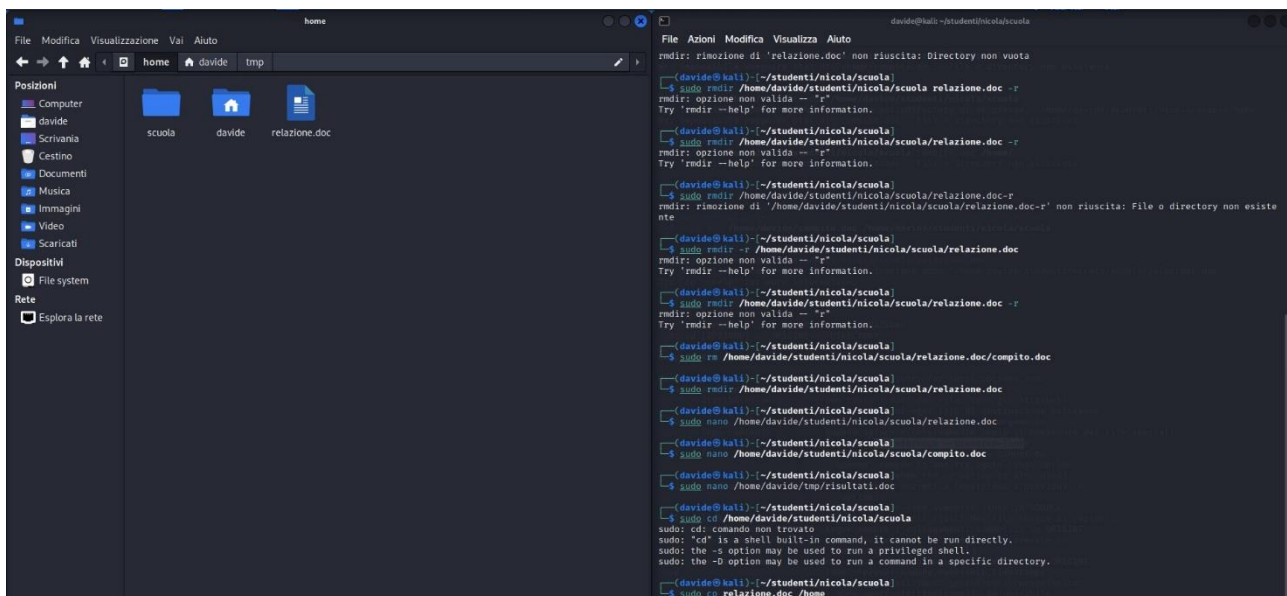 home
File Modifica Visualizzazione Vai Aiuto
home davide tmp
Posizioni
Computer
davide
Scrivania
Cestino
Documenti
Musica
Immagini
Video
Scaricati
Dispositivi
File system
Rete
Esplora la rete
scuola davide relazione.doc
davide@kali: ~/studenti/nicola/scuola
File Azioni Modifica Visualizza Aiuto
rmdir: rimozione di 'relazione.doc' non riuscita: Directory non vuota
(davide㉿kali)-[~/studenti/nicola/scuola]
$ sudo rmdir /home/davide/studenti/nicola/scuola relazione.doc -r
rmdir: opzione non valida -- "r"
Try 'rmdir --help' for more information.
(davide㉿kali)-[~/studenti/nicola/scuola]
$ sudo rmdir /home/davide/studenti/nicola/scuola/relazione.doc -r
rmdir: opzione non valida -- "r"
Try 'rmdir --help' for more information.
(davide㉿kali)-[~/studenti/nicola/scuola]
$ sudo rmdir /home/davide/studenti/nicola/scuola/relazione.doc-r
rmdir: rimozione di '/home/davide/studenti/nicola/scuola/relazione.doc-r' non riuscita: File o directory non esiste
nte
(davide㉿kali)-[~/studenti/nicola/scuola]
$ sudo rmdir -r /home/davide/studenti/nicola/scuola/relazione.doc
rmdir: opzione non valida -- "r"
Try 'rmdir --help' for more information.
(davide㉿kali)-[~/studenti/nicola/scuola]
$ sudo rmdir /home/davide/studenti/nicola/scuola/relazione.doc -r
rmdir: opzione non valida -- "r"
Try 'rmdir --help' for more information.
(davide㉿kali)-[~/studenti/nicola/scuola]
$ sudo rm /home/davide/studenti/nicola/scuola/relazione.doc/compito.doc
(davide㉿kali)-[~/studenti/nicola/scuola]
$ sudo rmdir /home/davide/studenti/nicola/scuola/relazione.doc
(davide㉿kali)-[~/studenti/nicola/scuola]
$ sudo nano /home/davide/studenti/nicola/scuola/relazione.doc
(davide㉿kali)-[~/studenti/nicola/scuola]
$ sudo nano /home/davide/studenti/nicola/scuola/compito.doc
(davide㉿kali)-[~/studenti/nicola/scuola]
$ sudo nano /home/davide/tmp/risultati.doc
(davide㉿kali)-[~/studenti/nicola/scuola]
$ sudo cd /home/davide/studenti/nicola/scuola
sudo: cd: comando non trovato
sudo: "cd" is a shell built-in command, it cannot be run directly.
sudo: the -s option may be used to run a privileged shell.
sudo: the -D option may be used to run a command in a specific directory.
(davide㉿kali)-[~/studenti/nicola/scuola]
$ sudo cp relazione.doc /home